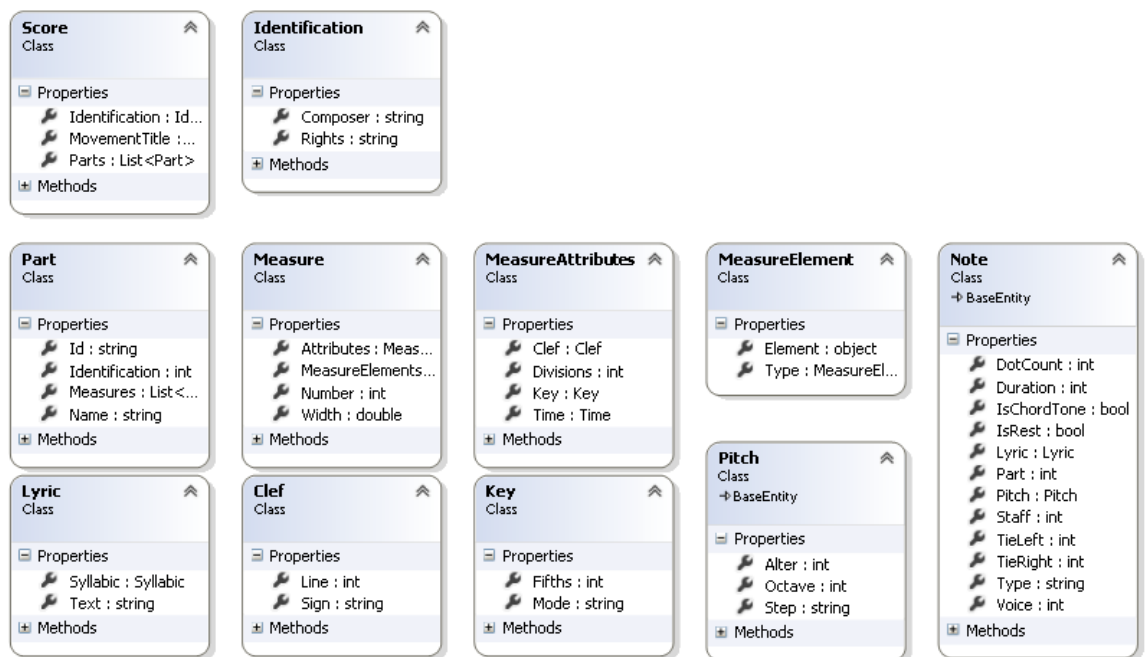 Score
Class
Properties
Identification : Id...
MovementTitle :...
Parts : List<Part>
Methods
Identification
Class
Properties
Composer : string
Rights : string
Methods
Part
Class
Properties
Id : string
Identification : int
Measures : List<...
Name : string
Methods
Measure
Class
Properties
Attributes : Meas...
MeasureElements...
Number : int
Width : double
Methods
MeasureAttributes
Class
Properties
Clef : Clef
Divisions : int
Key : Key
Time : Time
Methods
MeasureElement
Class
Properties
Element : object
Type : MeasureEl...
Note
Class
BaseEntity
Properties
DotCount : int
Duration : int
IsChordTone : bool
IsRest : bool
Lyric : Lyric
Part : int
Pitch : Pitch
Staff : int
TieLeft : int
TieRight : int
Type : string
Voice : int
Methods
Lyric
Class
Properties
Syllabic : Syllabic
Text : string
Methods
Clef
Class
Properties
Line : int
Sign : string
Methods
Key
Class
Properties
Fifths : int
Mode : string
Methods
Pitch
Class
BaseEntity
Properties
Alter : int
Octave : int
Step : string
Methods